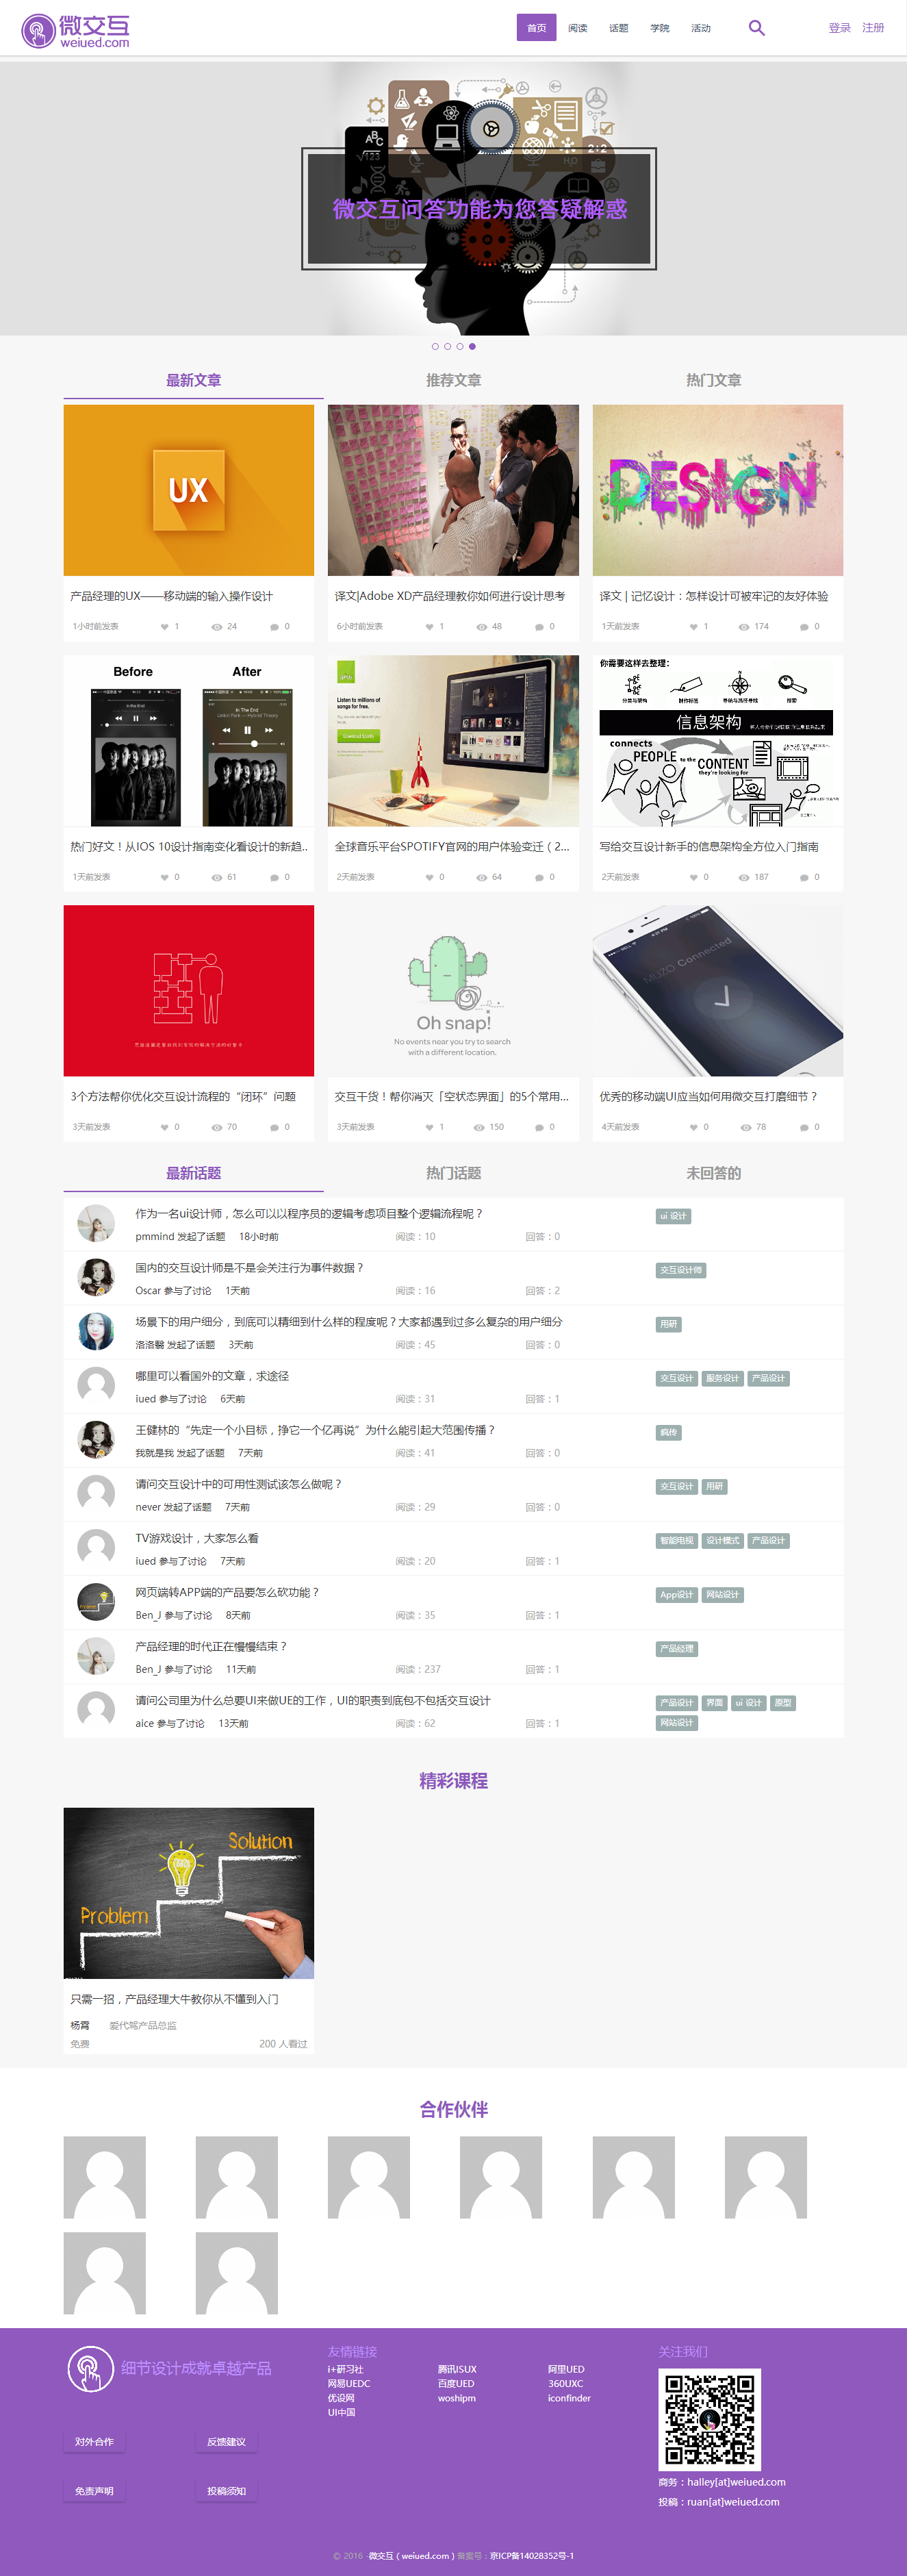 微交互
weiued.com
首页 阅读 话题 学院 活动
登录 注册
微交互问答功能为您答疑解惑
最新文章 推荐文章 热门文章
UX
DESIGN
产品经理的UX——移动端的输入操作设计
1小时前发表 1 24 0
译文|Adobe XD产品经理教你如何进行设计思考
6小时前发表 1 48 0
译文 | 记忆设计：怎样设计可被牢记的友好体验
1天前发表 1 174 0
Before After
Listen to millions of
songs for free.
你需要这样去整理：
信息架构
connects
PEOPLE to the CONTENT
they're looking for
热门好文！从IOS 10设计指南变化看设计的新趋...
1天前发表 0 61 0
全球音乐平台SPOTIFY官网的用户体验变迁（2...
2天前发表 0 64 0
写给交互设计新手的信息架构全方位入门指南
2天前发表 0 187 0
Oh snap!
No events near you try to search
with a different location.
MUZO Connected
3个方法帮你优化交互设计流程的“闭环”问题
3天前发表 0 70 0
交互干货！帮你消灭「空状态界面」的5个常用...
3天前发表 1 150 0
优秀的移动端UI应当如何用微交互打磨细节？
4天前发表 0 78 0
最新话题 热门话题 未回答的
作为一名ui设计师，怎么可以以程序员的逻辑考虑项目整个逻辑流程呢？
ui 设计
pmmind 发起了话题 18小时前 阅读：10 回答：0
国内的交互设计师是不是会关注行为事件数据？
交互设计师
Oscar 参与了讨论 1天前 阅读：16 回答：2
场景下的用户细分，到底可以精细到什么样的程度呢？大家都遇到过多么复杂的用户细分
用研
洛洛醫 发起了话题 3天前 阅读：45 回答：0
哪里可以看国外的文章，求途径
交互设计 服务设计 产品设计
iued 参与了讨论 6天前 阅读：31 回答：1
王健林的“先定一个小目标，挣它一个亿再说”为什么能引起大范围传播？
疯传
我就是我 发起了话题 7天前 阅读：41 回答：0
请问交互设计中的可用性测试该怎么做呢？
交互设计 用研
never 发起了话题 7天前 阅读：29 回答：0
TV游戏设计，大家怎么看
智能电视 设计模式 产品设计
iued 参与了讨论 7天前 阅读：20 回答：1
网页端转APP端的产品要怎么砍功能？
App设计 网站设计
Ben_J 参与了讨论 8天前 阅读：35 回答：1
产品经理的时代正在慢慢结束？
产品经理
Ben_J 参与了讨论 11天前 阅读：237 回答：1
请问公司里为什么总要UI来做UE的工作，UI的职责到底包不包括交互设计
产品设计 界面 ui 设计 原型
aice 参与了讨论 13天前 阅读：62 回答：1
网站设计
精彩课程
Solution
Problem
只需一招，产品经理大牛教你从不懂到入门
杨霄 爱代驾产品总监
免费 200 人看过
合作伙伴
细节设计成就卓越产品
友情链接
i+研习社 腾讯ISUX 阿里UED
网易UEDC 百度UED 360UXC
优设网 woshipm iconfinder
UI中国
关注我们
对外合作 反馈建议
免责声明 投稿须知
商务：halley[at]weiued.com
投稿：ruan[at]weiued.com
© 2016 ·微交互 ( weiued.com ) 备案号：京ICP备14028352号-1